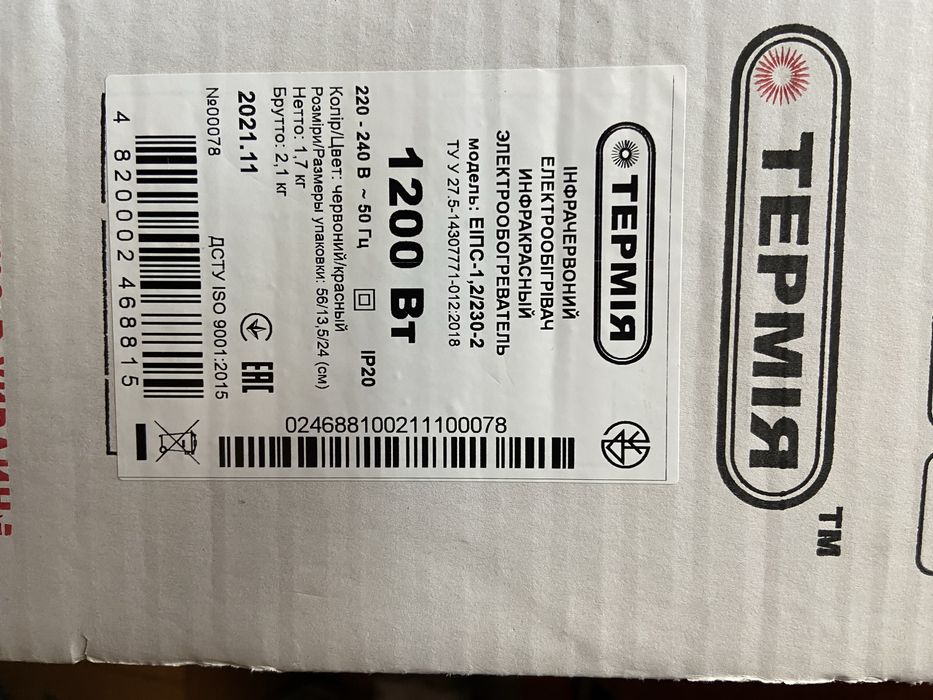 ТЕРМІЯ
TM
ТЕРМІЯ
ІНФРАЧЕРВОНИЙ
ЕЛЕКТРООБІГРІВАЧ
ИНФРАКРАСНЫЙ
ЭЛЕКТРООБОГРЕВАТЕЛЬ
модель: ЕІПС-1,2/230-2
ТУ У 27.5-14307771-012:2018
1200 Вт
220 - 240 В ~ 50 Гц IP20
Колір/Цвет: червоний/красный
Розміри/Размеры упаковки: 56/13,5/24 (см)
Нетто: 1,7 кг
Брутто: 2,1 кг
2021.11
EAC
№00078
ДСТУ ISO 9001:2015
4 820002 468815
024688100211100078